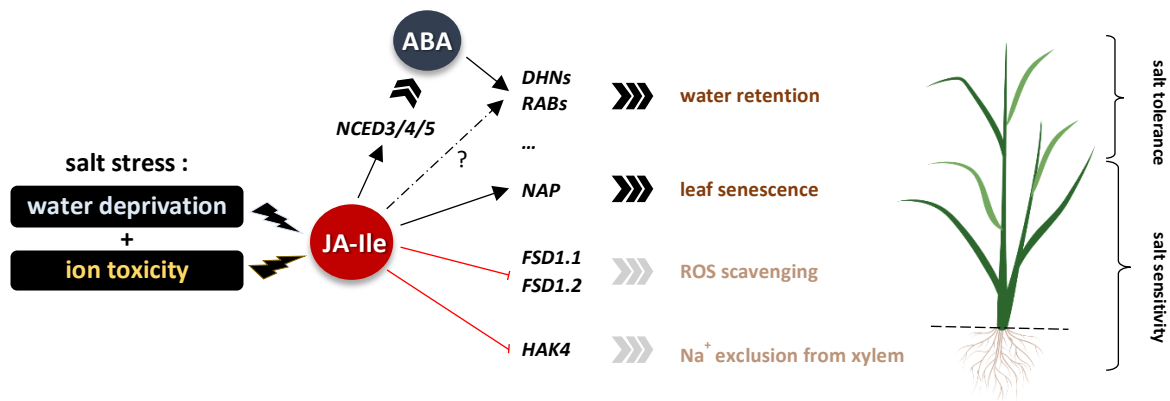 ABA
DHNs
RABs
...
water retention
NCED3/4/5
?
salt stress :
water deprivation
+
ion toxicity
JA-Ile
NAP
leaf senescence
FSD1.1
FSD1.2
ROS scavenging
HAK4
Na⁺ exclusion from xylem
salt tolerance
salt sensitivity